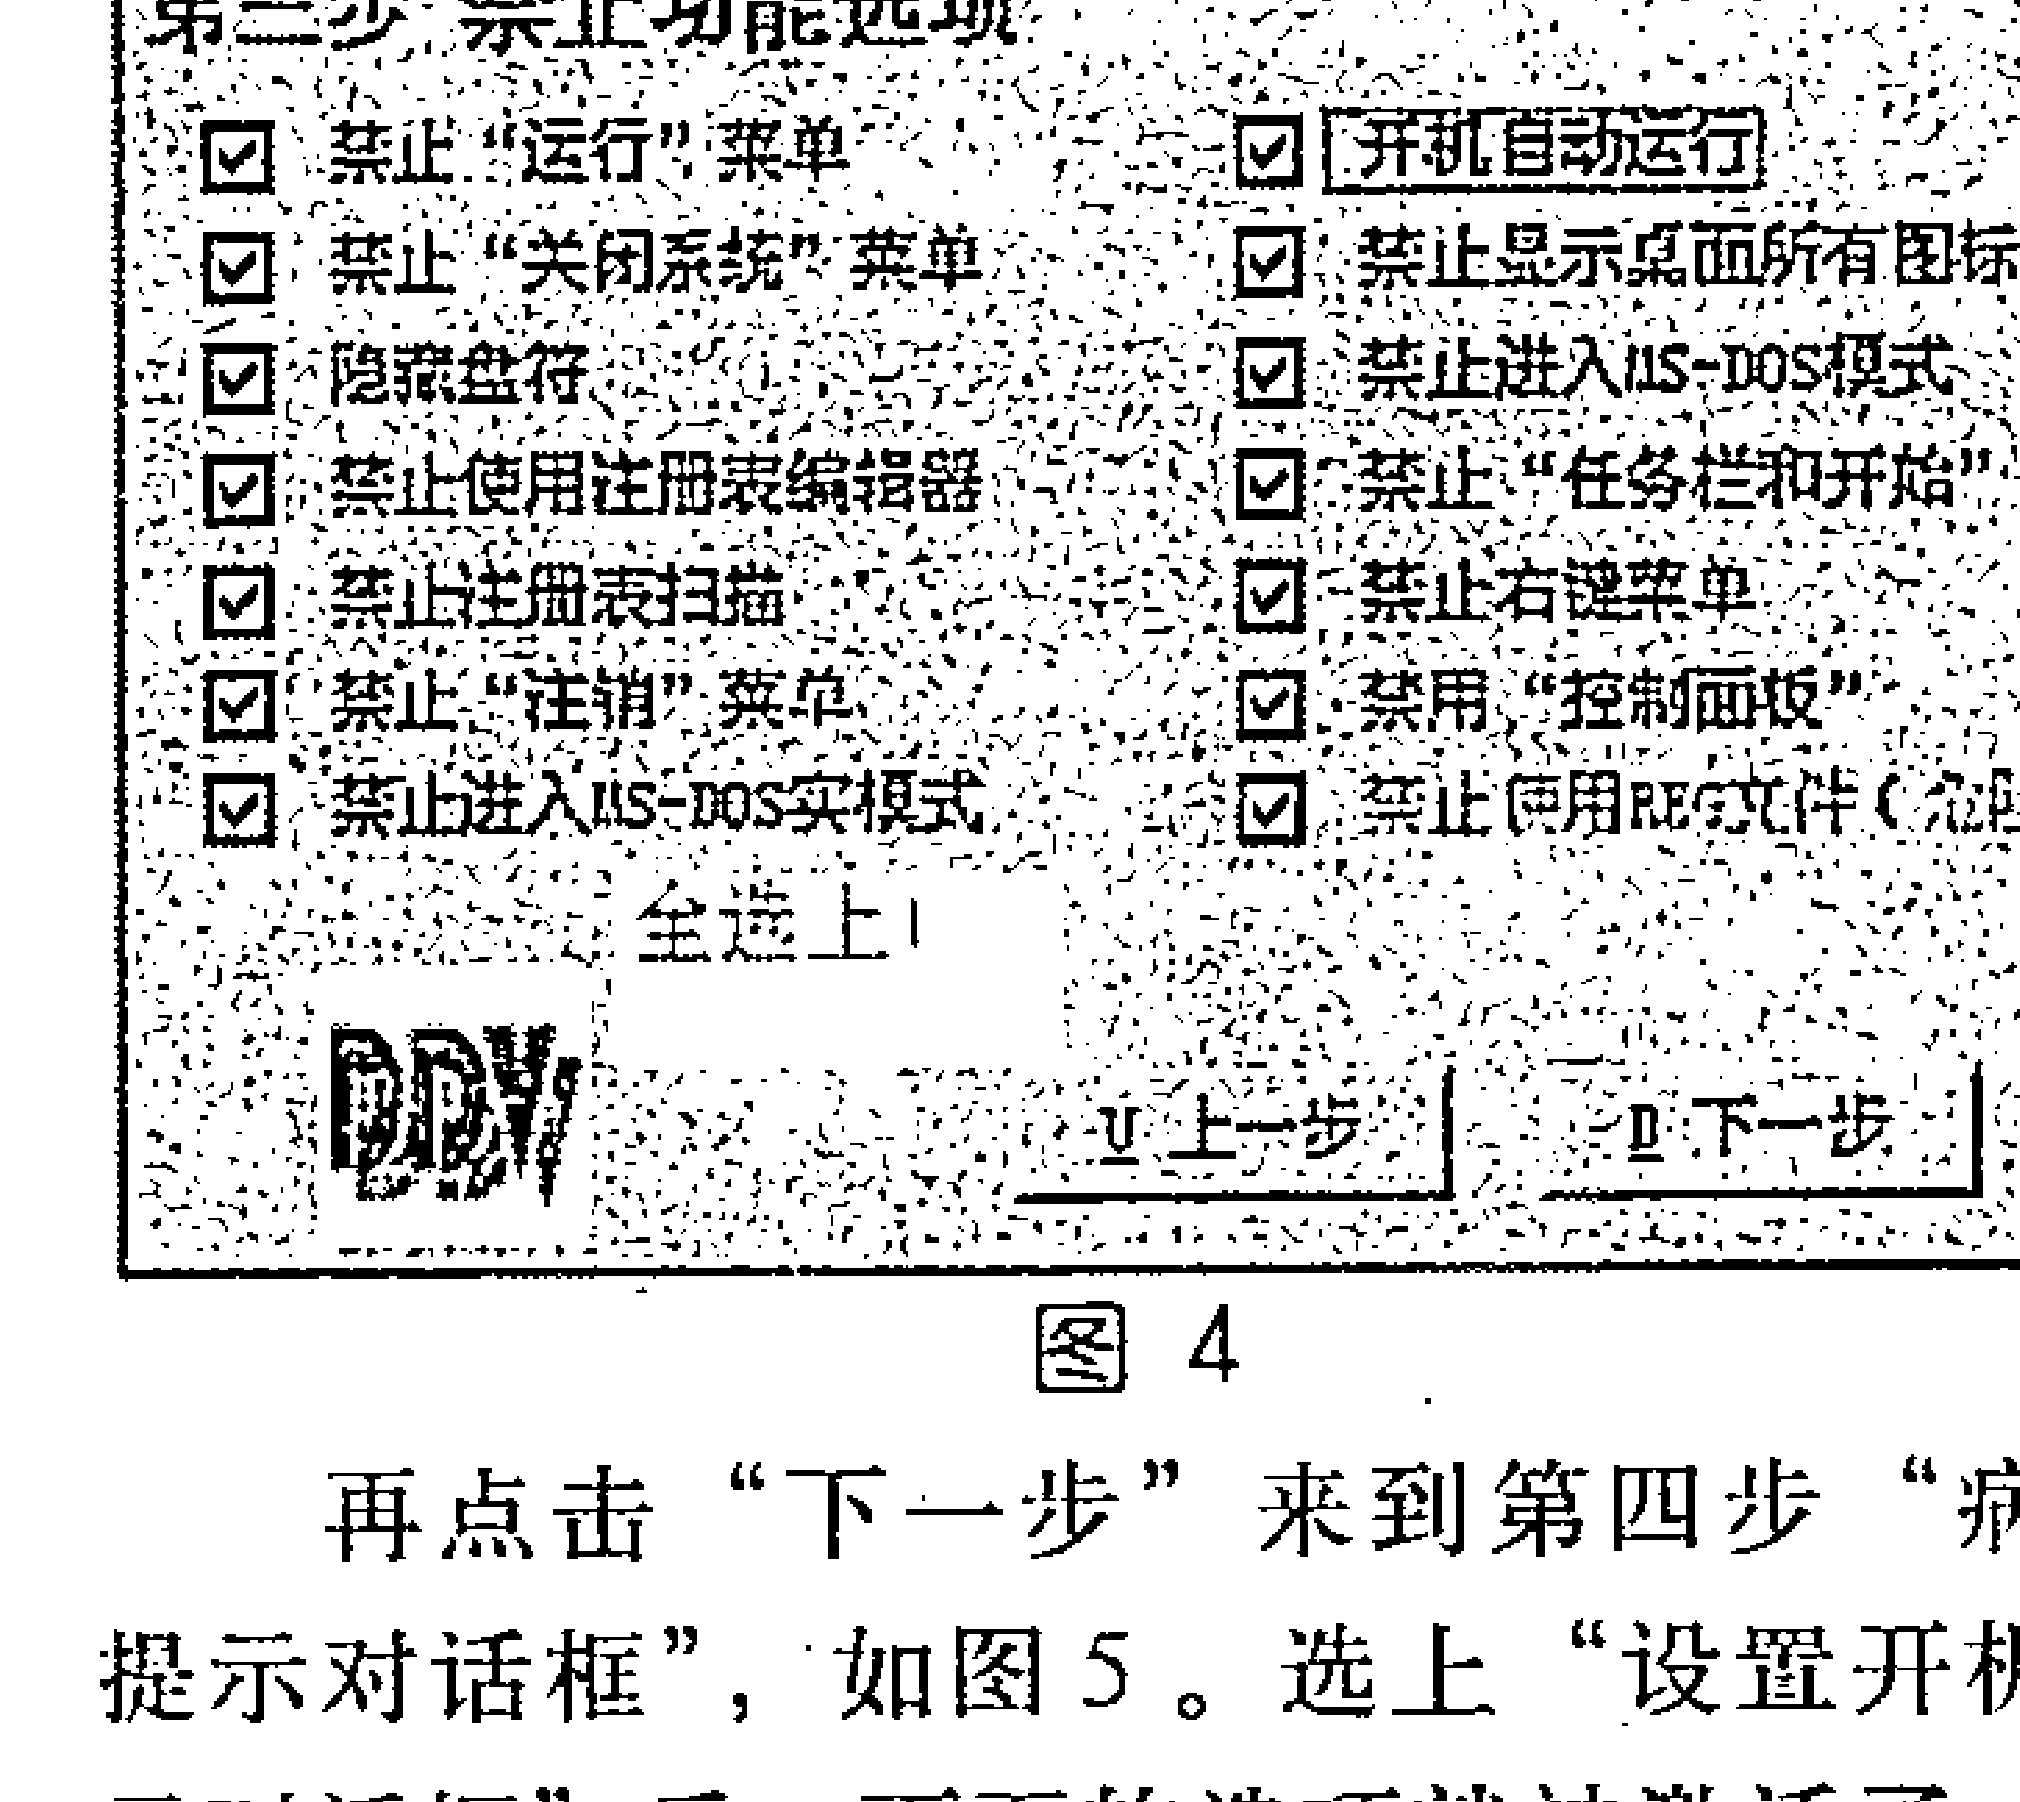 第三步 禁止功能选项
禁止“运行”菜单
开机自动运行
禁止“关闭系统”菜单
禁止显示桌面所有图标
隐藏盘符
禁止进入MS-DOS模式
禁止使用注册表编辑器
禁止“任务栏和开始”
禁止注册表扫描
禁止右键菜单
禁止“注销”菜单
禁用“控制面板”
禁止进入MS-DOS实模式
禁止使用REG文件(危险
全选上!
U 上一步
D 下一步
图 4
再点击“下一步”来到第四步“病
提示对话框”，如图5。选上“设置开机